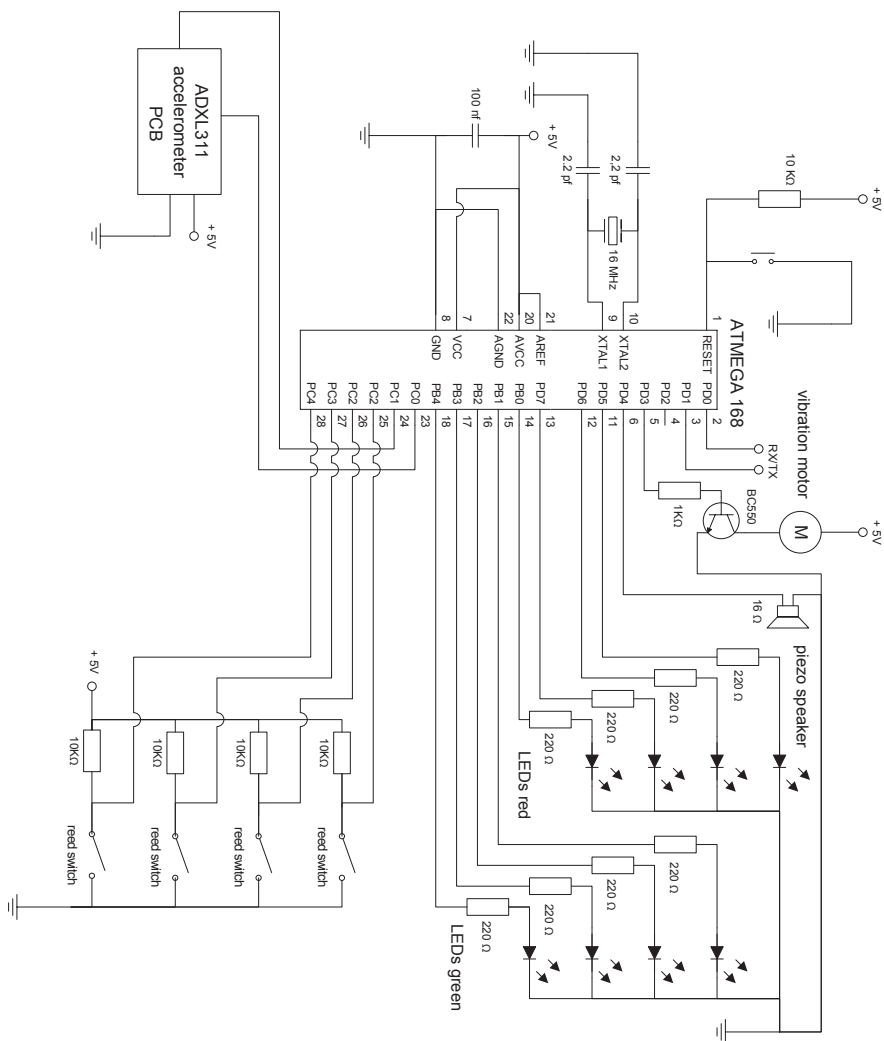 + 5V
10 KΩ
2.2 pf
2.2 pf
16 MHz
+ 5V
100 nf
ADXL311
accelerometer
PCB
+ 5V
ATMEGA 168
1
RESET
10
XTAL2
9
XTAL1
21
AREF
20
AVCC
22
AGND
7
VCC
8
GND
PD0
2
PD1
3
PD2
4
PD3
5
PD4
6
PD5
11
PD6
12
PD7
13
PB0
14
PB1
15
PB2
16
PB3
17
PB4
18
PC0
23
PC1
24
PC2
25
PC2
26
PC3
27
PC4
28
RX/TX
vibration motor
+ 5V
M
BC550
1KΩ
16 Ω
piezo speaker
220 Ω
220 Ω
220 Ω
220 Ω
LEDs red
220 Ω
220 Ω
220 Ω
220 Ω
LEDs green
+ 5V
10KΩ
10KΩ
10KΩ
10KΩ
reed switch
reed switch
reed switch
reed switch